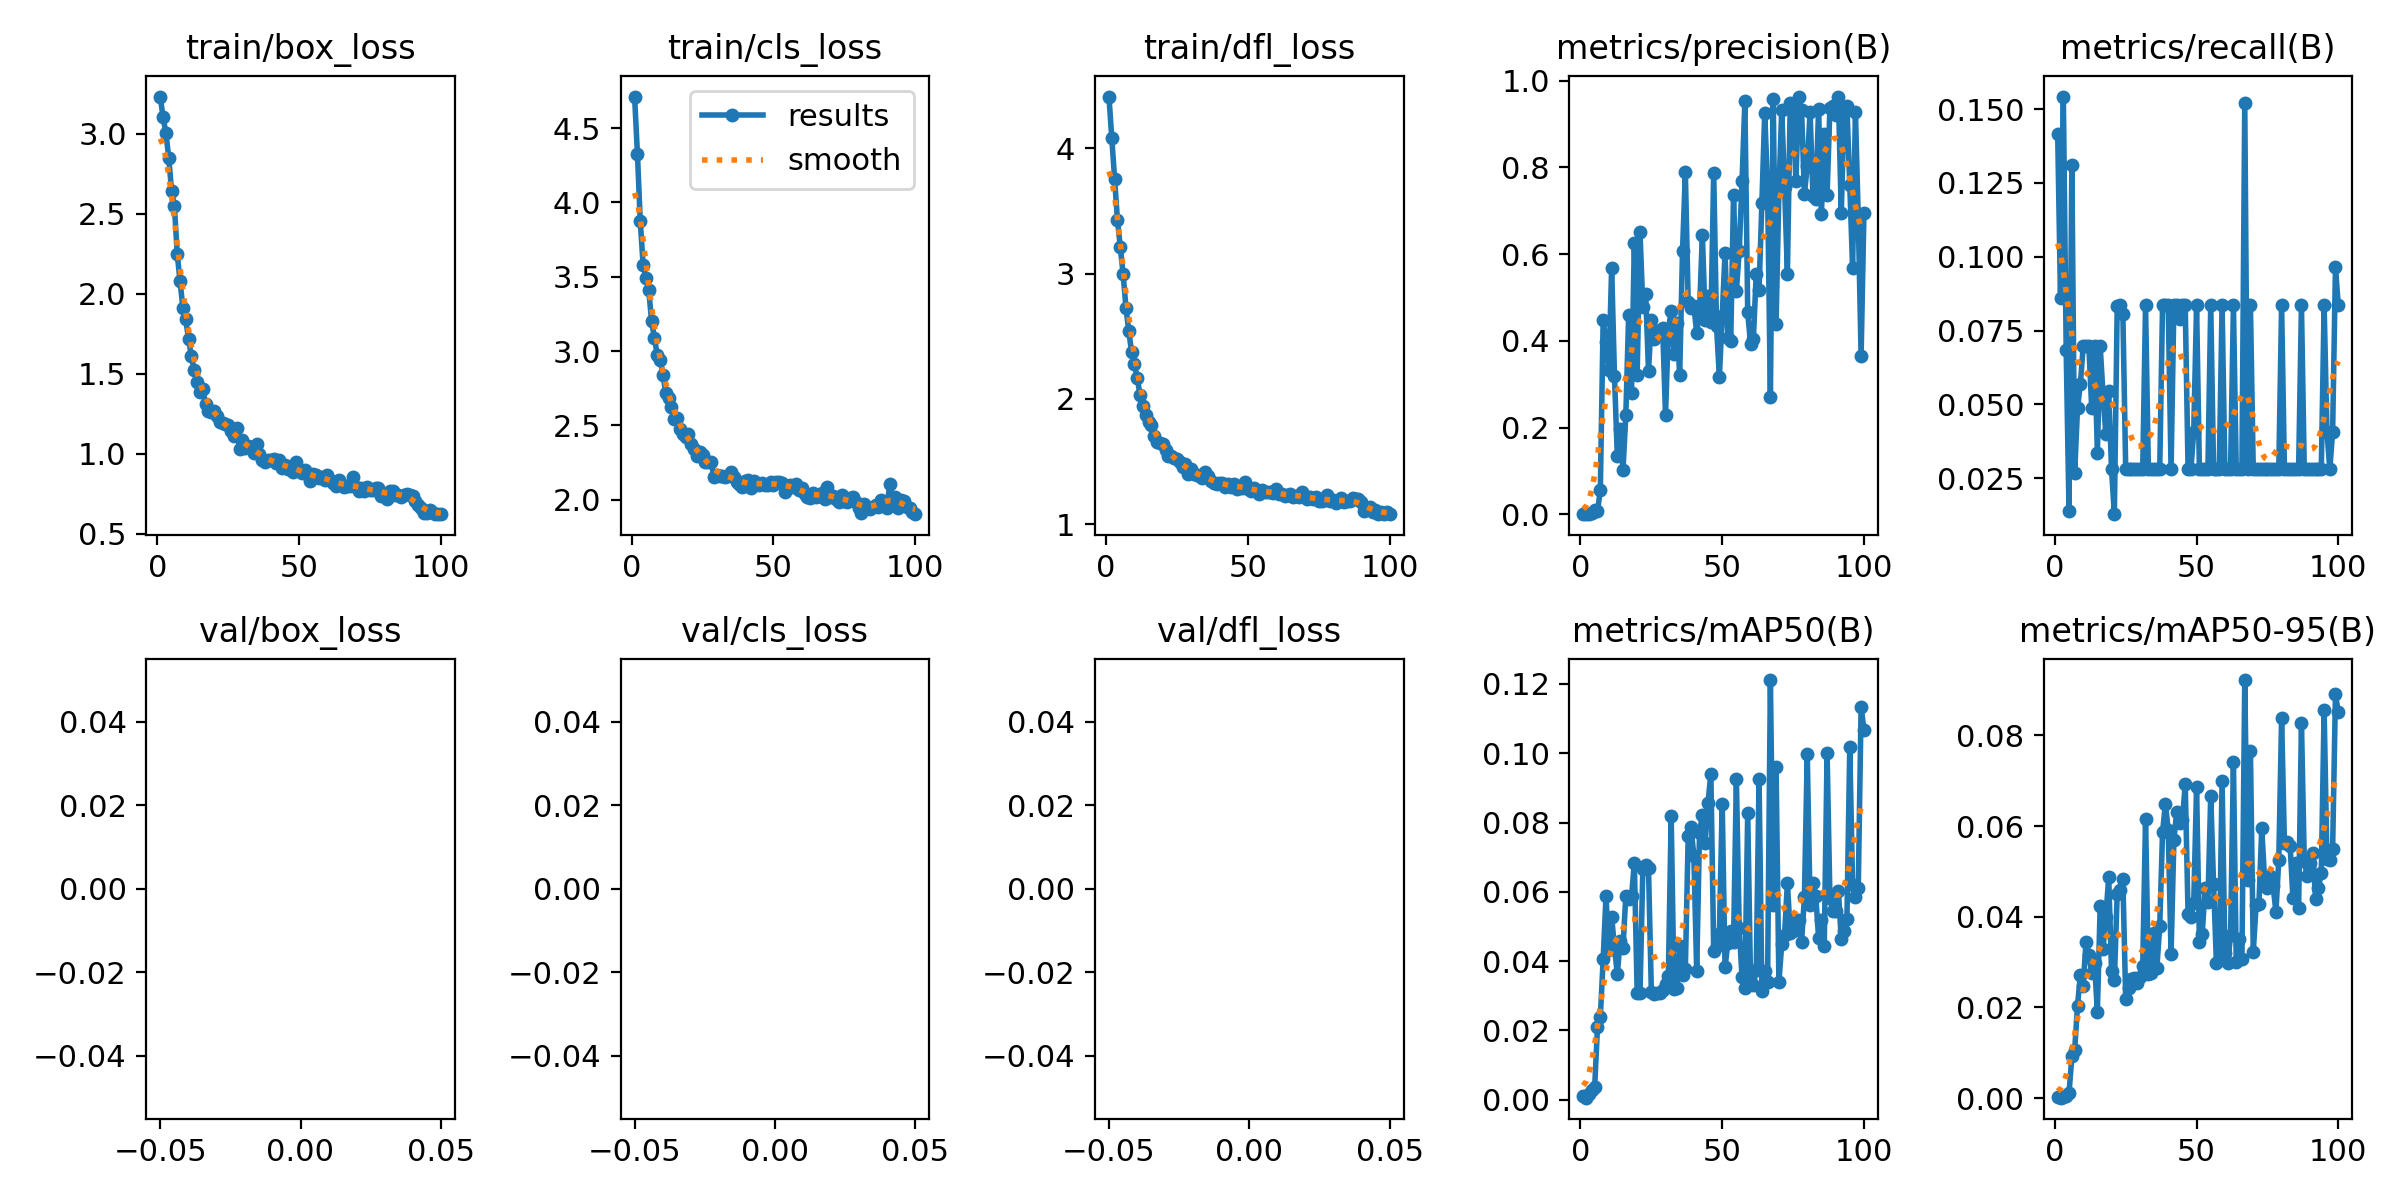 train/box_loss
3.0
2.5
2.0
1.5
1.0
0.5
0 50 100
train/cls_loss
results
smooth
4.5
4.0
3.5
3.0
2.5
2.0
0 50 100
train/dfl_loss
4
3
2
1
0 50 100
metrics/precision(B)
1.0
0.8
0.6
0.4
0.2
0.0
0 50 100
metrics/recall(B)
0.150
0.125
0.100
0.075
0.050
0.025
0 50 100
val/box_loss
0.04
0.02
0.00
−0.02
−0.04
−0.05 0.00 0.05
val/cls_loss
0.04
0.02
0.00
−0.02
−0.04
−0.05 0.00 0.05
val/dfl_loss
0.04
0.02
0.00
−0.02
−0.04
−0.05 0.00 0.05
metrics/mAP50(B)
0.12
0.10
0.08
0.06
0.04
0.02
0.00
0 50 100
metrics/mAP50-95(B)
0.08
0.06
0.04
0.02
0.00
0 50 100